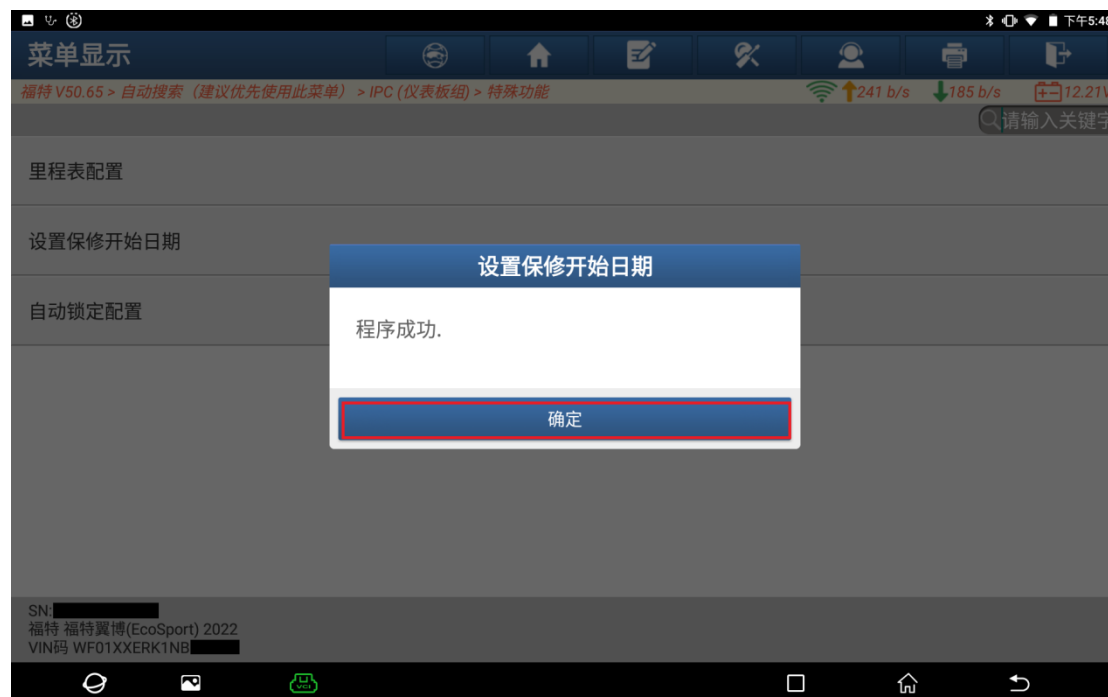 下午5:48
菜单显示
福特 V50.65 > 自动搜索（建议优先使用此菜单）> IPC (仪表板组) > 特殊功能
241 b/s 185 b/s 12.21V
请输入关键字
里程表配置
设置保修开始日期
自动锁定配置
设置保修开始日期
程序成功.
确定
SN:
福特 福特翼博(EcoSport) 2022
VIN码 WF01XXERK1NB
VCI